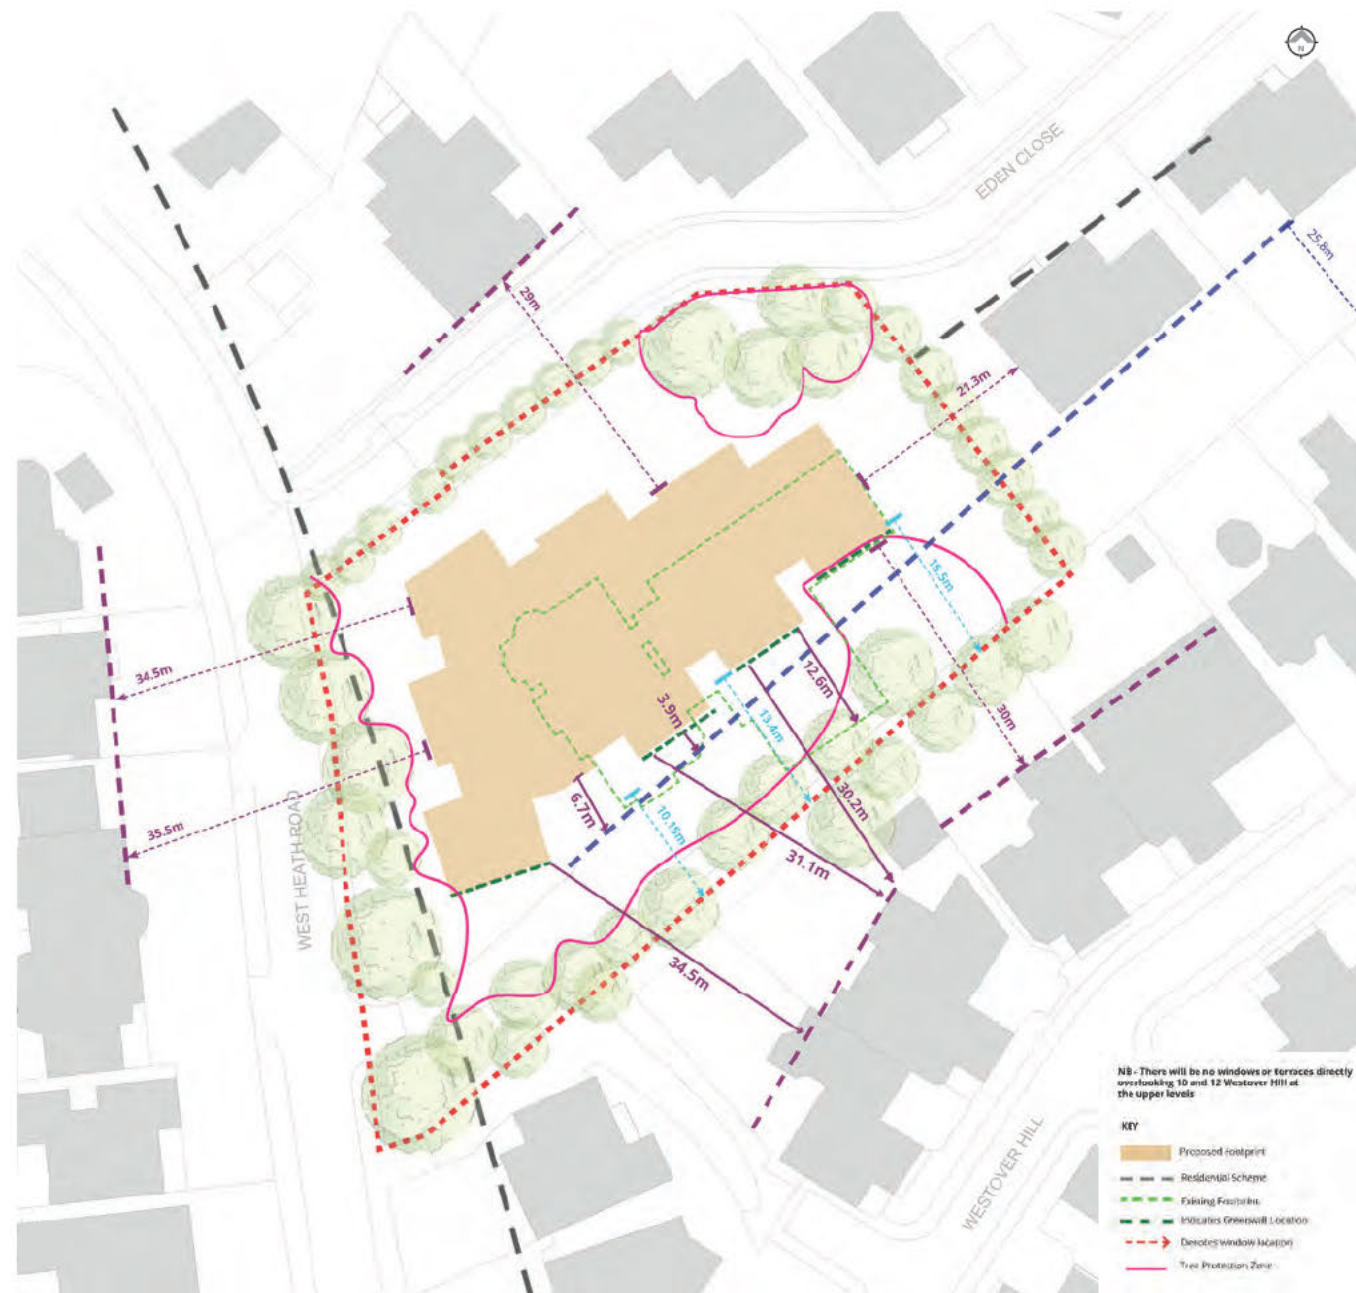 N
EDEN CLOSE
25.8m
29m
21.3m
15.5m
34.5m
12.6m
3.9m
13.4m
30m
35.5m
6.7m
10.15m
30.2m
31.1m
WEST HEATH ROAD
34.5m
WESTOVER HILL
NB - There will be no windows or terraces directly
overlooking 10 and 12 Westover Hill at
the upper levels
KEY
Proposed Footprint
Residential Scheme
Existing Footprint
Indicates Greenwall Location
Denotes window location
Tree Protection Zone